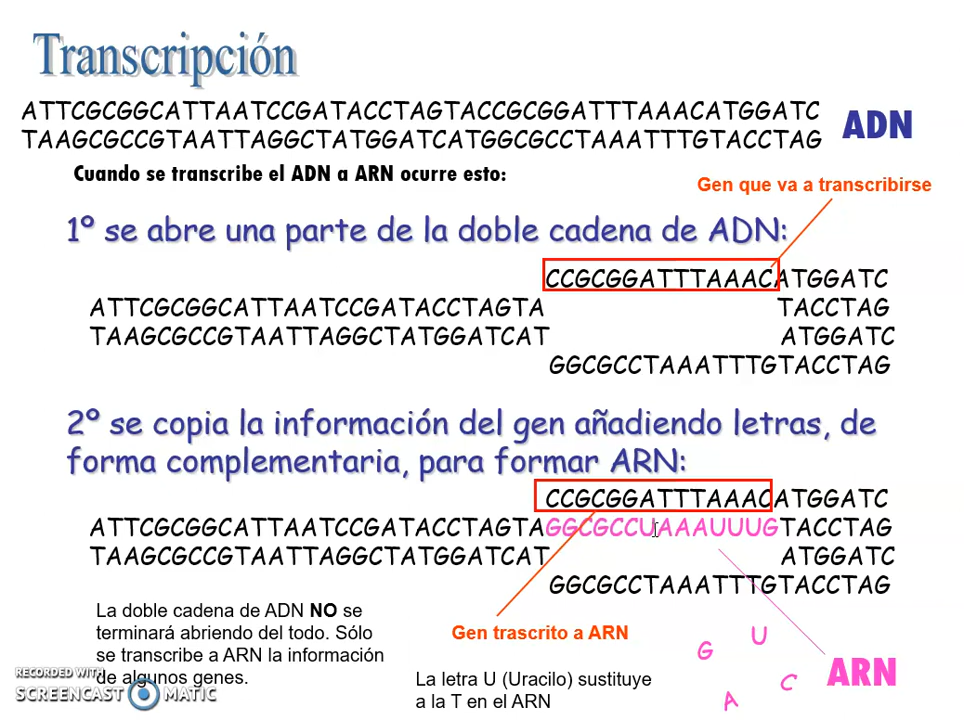 Transcripción
ATTCGCGGCATTAATCCGATACCTAGTACCGCGGATTTAAACATGGATC
TAAGCGCCGTAATTAGGCTATGGATCATGGCGCCTAAATTTGTACCTAG
ADN
Cuando se transcribe el ADN a ARN ocurre esto:
Gen que va a transcribirse
1º se abre una parte de la doble cadena de ADN:
CCGCGGATTTAAACATGGATC
ATTCGCGGCATTAATCCGATACCTAGTA TACCTAG
TAAGCGCCGTAATTAGGCTATGGATCAT ATGGATC
GGCGCCTAAATTTGTACCTAG
2º se copia la información del gen añadiendo letras, de
forma complementaria, para formar ARN:
CCGCGGATTTAAACATGGATC
ATTCGCGGCATTAATCCGATACCTAGTAGGCGCCUAAAUUUGTACCTAG
TAAGCGCCGTAATTAGGCTATGGATCAT ATGGATC
GGCGCCTAAATTTGTACCTAG
La doble cadena de ADN NO se
terminará abriendo del todo. Sólo
se transcribe a ARN la información
de algunos genes.
Gen trascrito a ARN
La letra U (Uracilo) sustituye
a la T en el ARN
G
U
A
C
ARN
RECORDED WITH
SCREENCAST MATIC